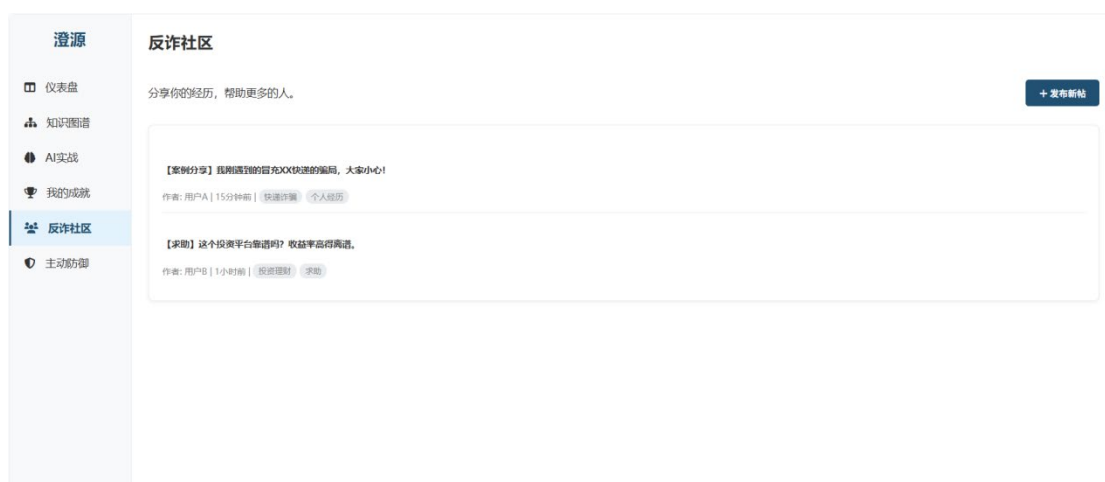 澄源
仪表盘
知识图谱
AI实战
我的成就
反诈社区
主动防御
反诈社区
分享你的经历，帮助更多的人。
+ 发布新帖
【案例分享】我刚遇到的冒充XX快递的骗局，大家小心！
作者: 用户A | 15分钟前 | 快递诈骗 个人经历
【求助】这个投资平台靠谱吗？收益率高得离谱。
作者: 用户B | 1小时前 | 投资理财 求助